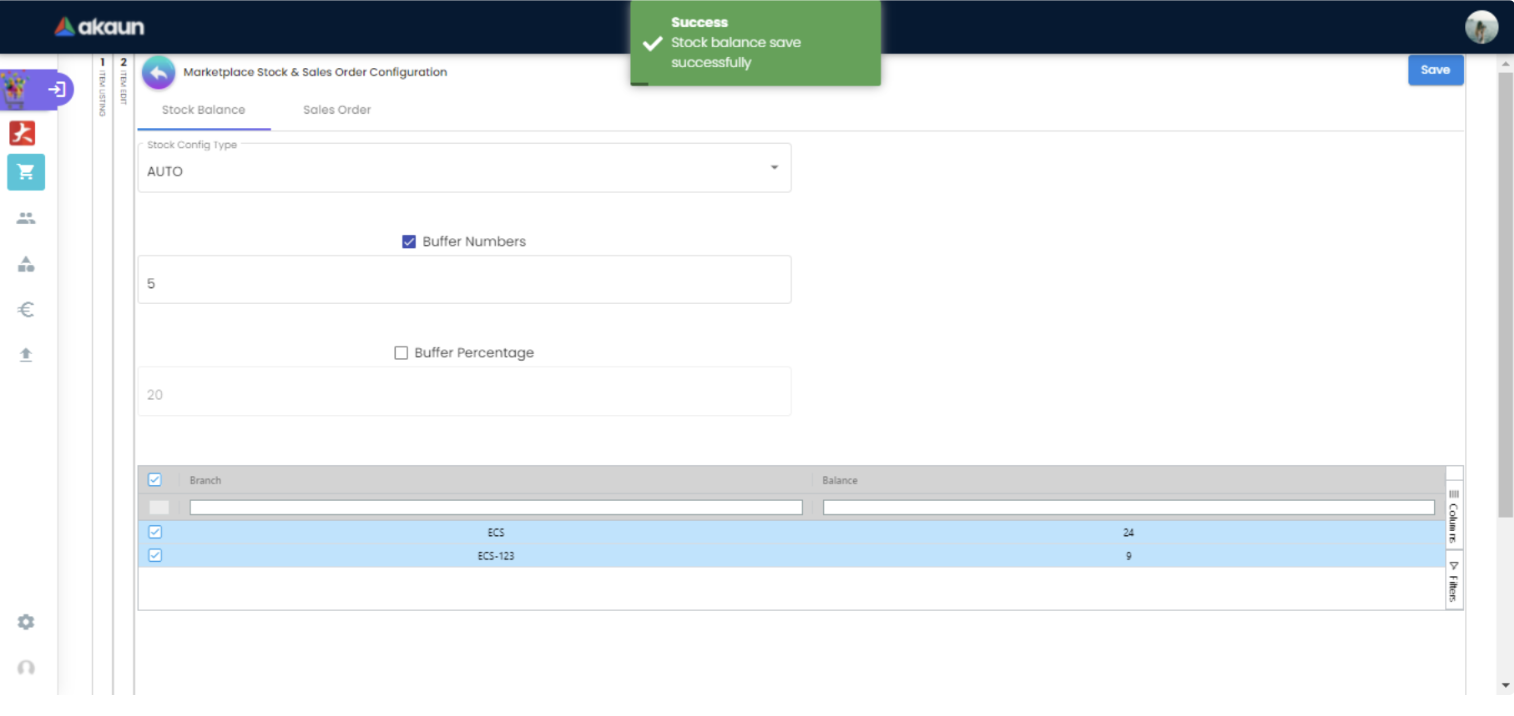 akaun
Success
Stock balance save
successfully
1 ITEM LISTING
2 ITEM EDIT
Marketplace Stock & Sales Order Configuration
Save
Stock Balance
Sales Order
Stock Config Type
AUTO
Buffer Numbers
5
Buffer Percentage
20
Branch
Balance
ECS
24
ECS-123
9
Columns
Filters